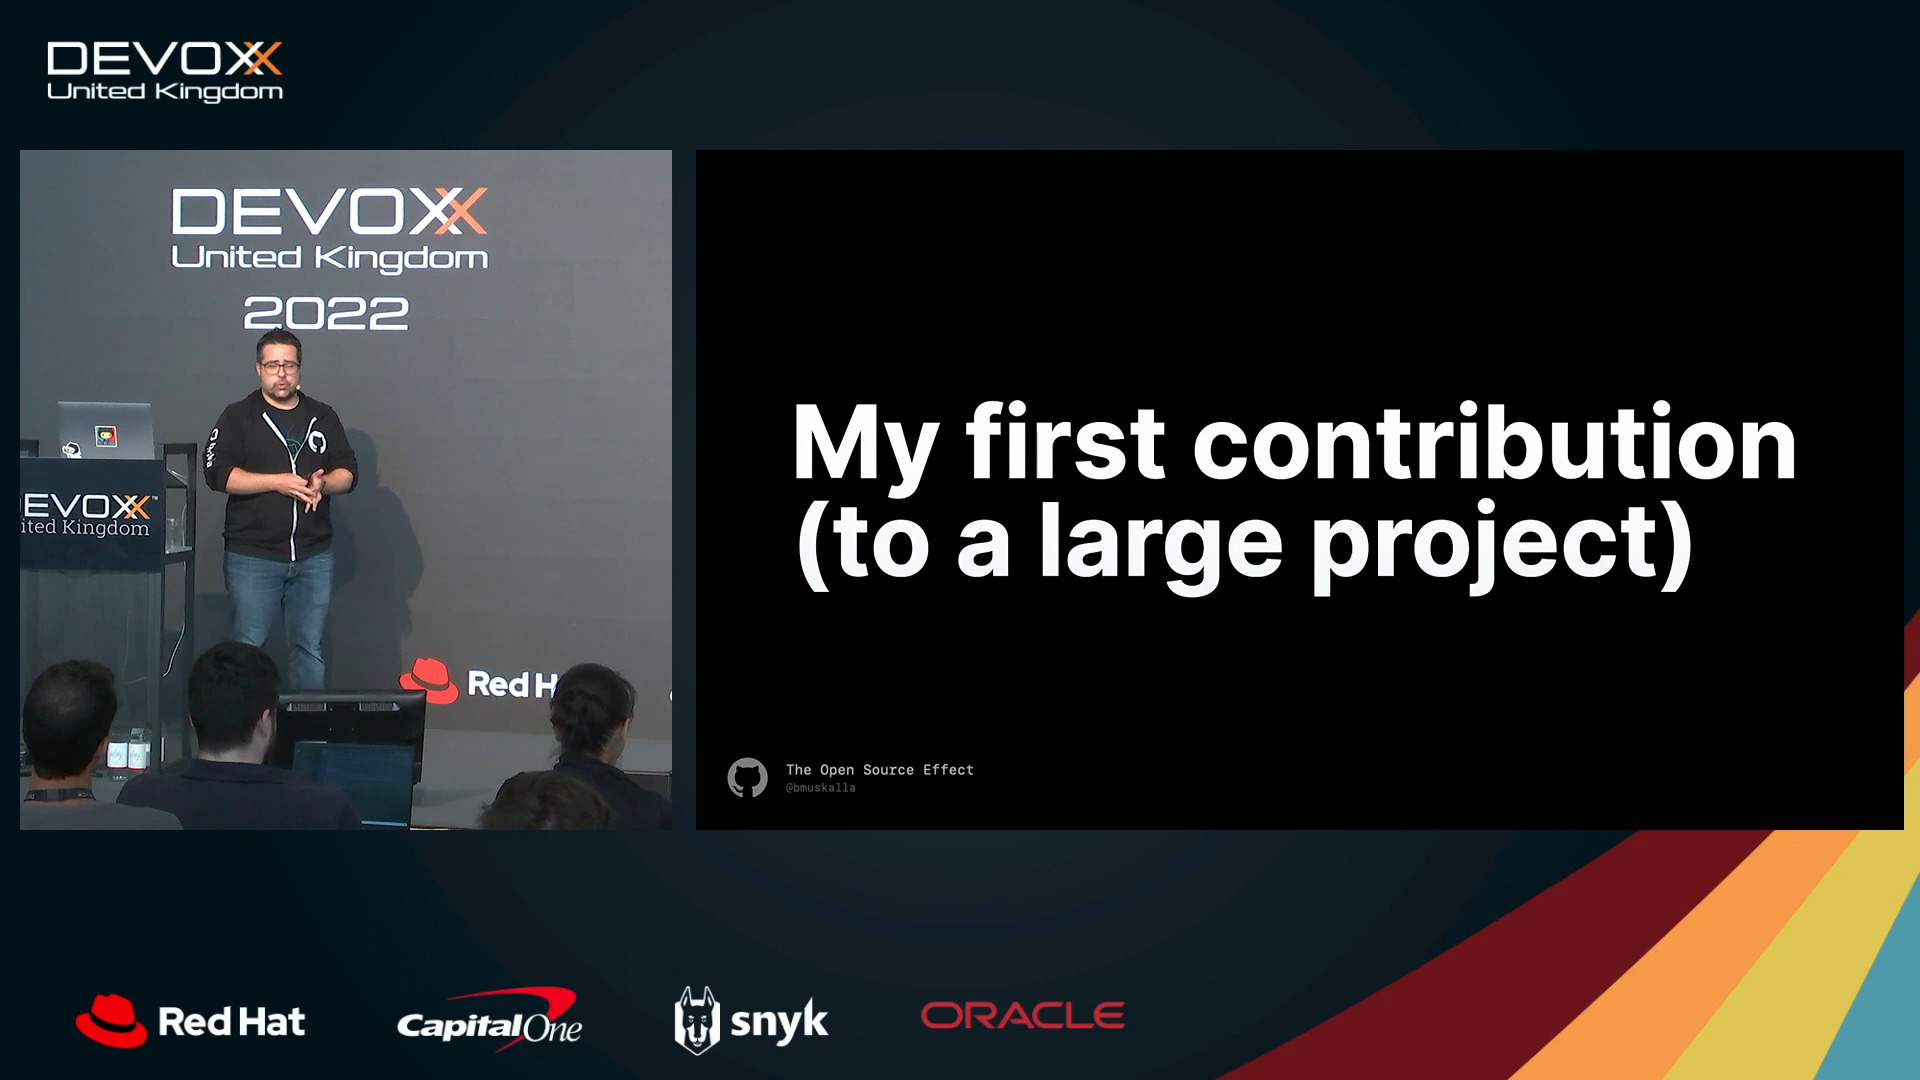 DEVOXX
United Kingdom
DEVOXX
United Kingdom
2022
EVOXX™
ited Kingdom
Red H
My first contribution
(to a large project)
The Open Source Effect
@bmuskalla
Red Hat
Capital One
snyk
ORACLE